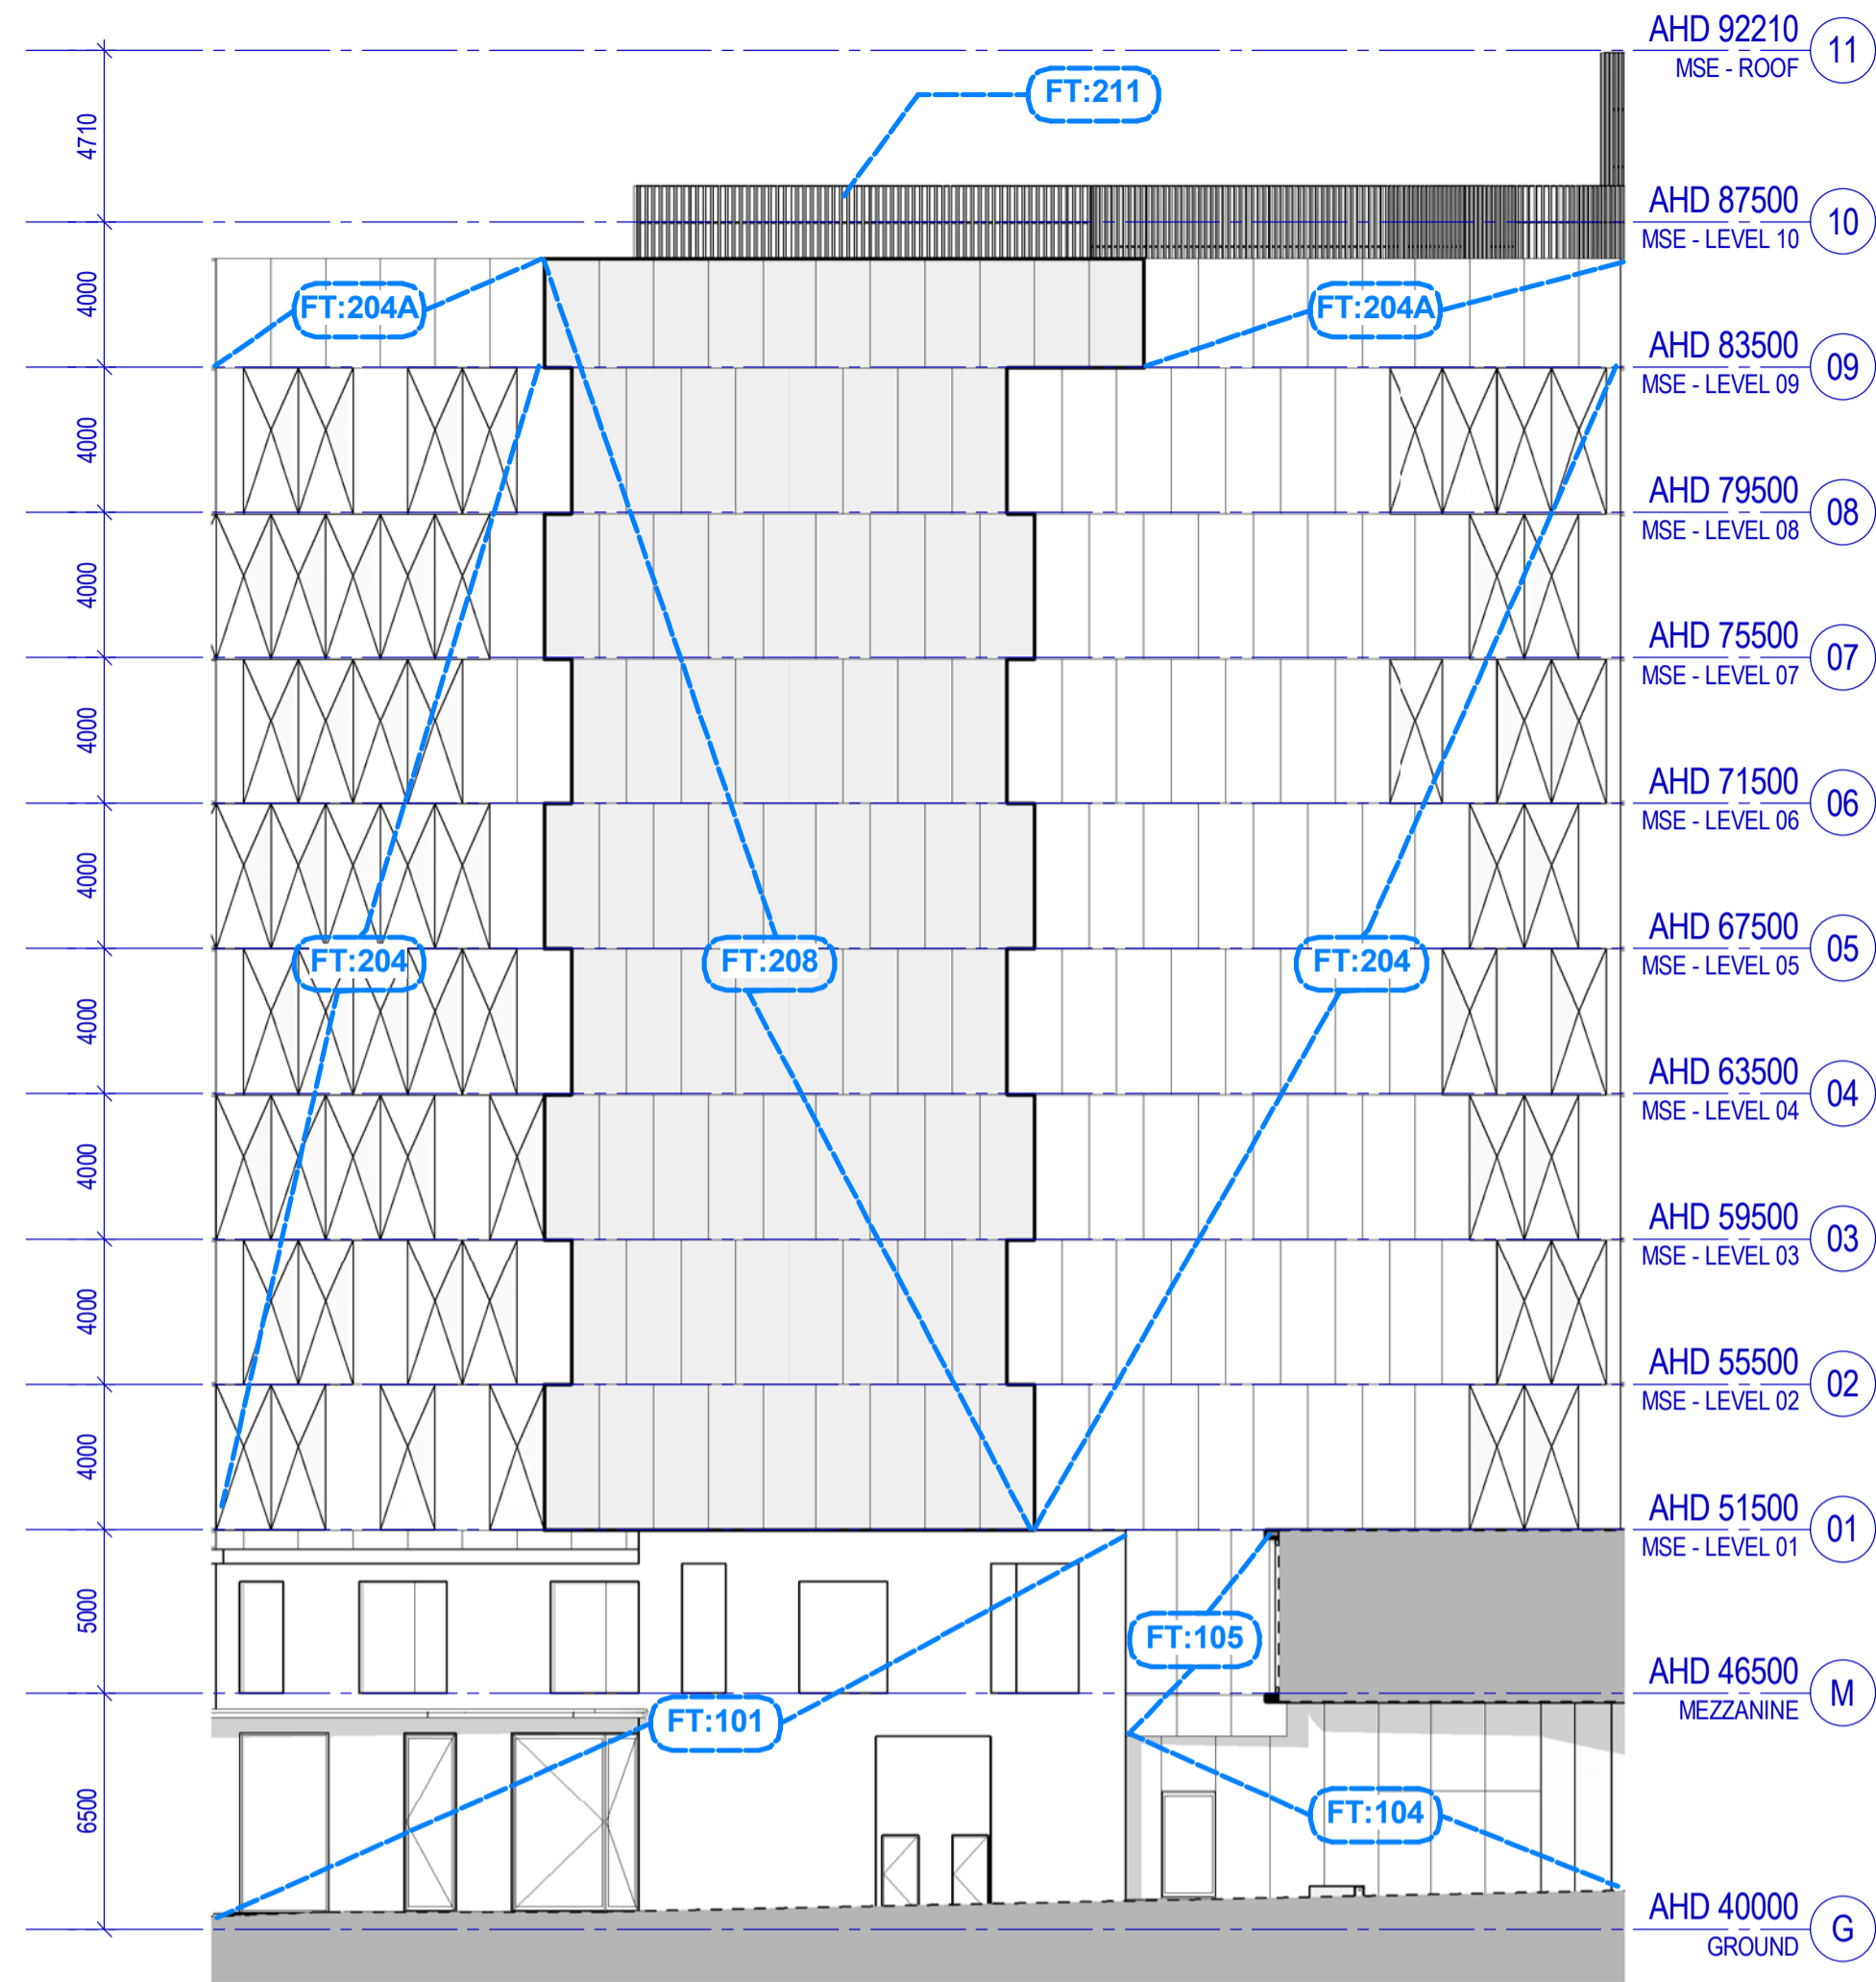 AHD 92210
11
MSE - ROOF
FT:211
4710
AHD 87500
10
MSE - LEVEL 10
FT:204A
FT:204A
4000
AHD 83500
09
MSE - LEVEL 09
4000
AHD 79500
08
MSE - LEVEL 08
4000
AHD 75500
07
MSE - LEVEL 07
4000
AHD 71500
06
MSE - LEVEL 06
4000
AHD 67500
05
MSE - LEVEL 05
FT:204
FT:208
FT:204
4000
AHD 63500
04
MSE - LEVEL 04
4000
AHD 59500
03
MSE - LEVEL 03
4000
AHD 55500
02
MSE - LEVEL 02
4000
AHD 51500
01
MSE - LEVEL 01
5000
FT:105
AHD 46500
M
MEZZANINE
FT:101
6500
FT:104
AHD 40000
G
GROUND